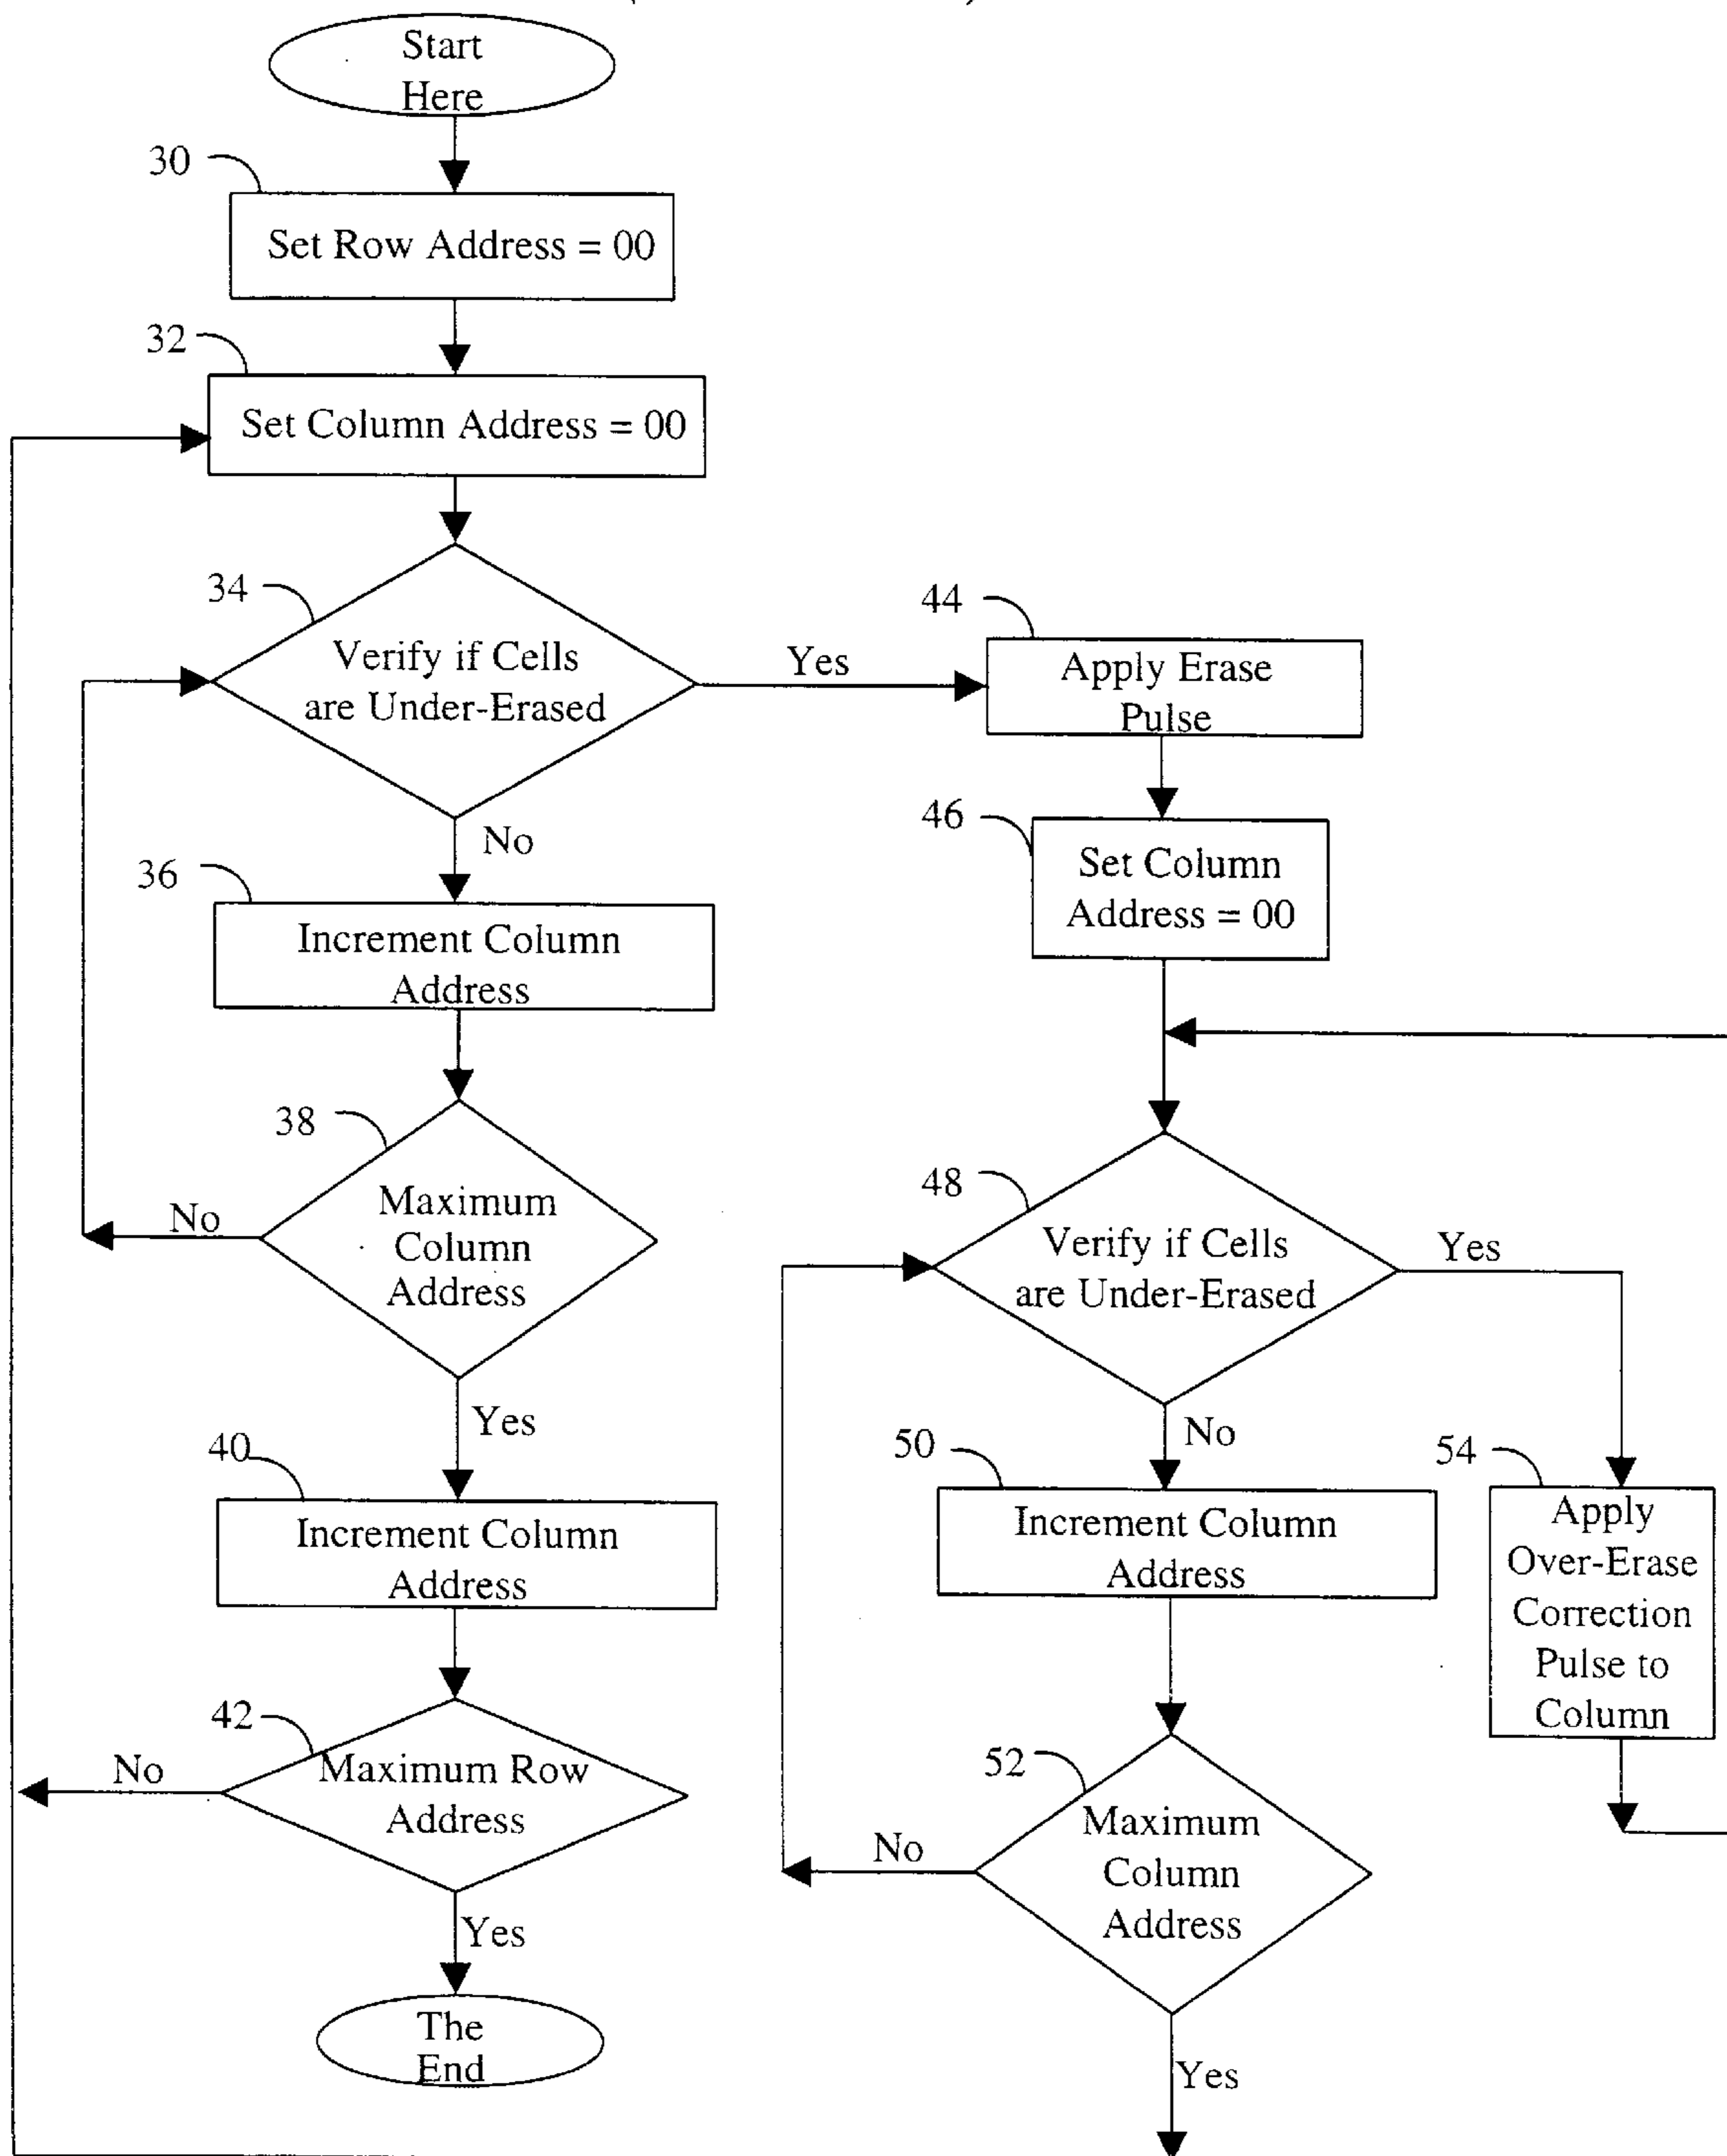 Start
Here
30
Set Row Address = 00
32
Set Column Address = 00
34
Verify if Cells
are Under-Erased
Yes
No
36
Increment Column
Address
38
Maximum
Column
Address
No
Yes
40
Increment Column
Address
42
Maximum Row
Address
No
Yes
The
End
44
Apply Erase
Pulse
46
Set Column
Address = 00
48
Verify if Cells
are Under-Erased
Yes
No
50
Increment Column
Address
52
Maximum
Column
Address
No
Yes
54
Apply
Over-Erase
Correction
Pulse to
Column